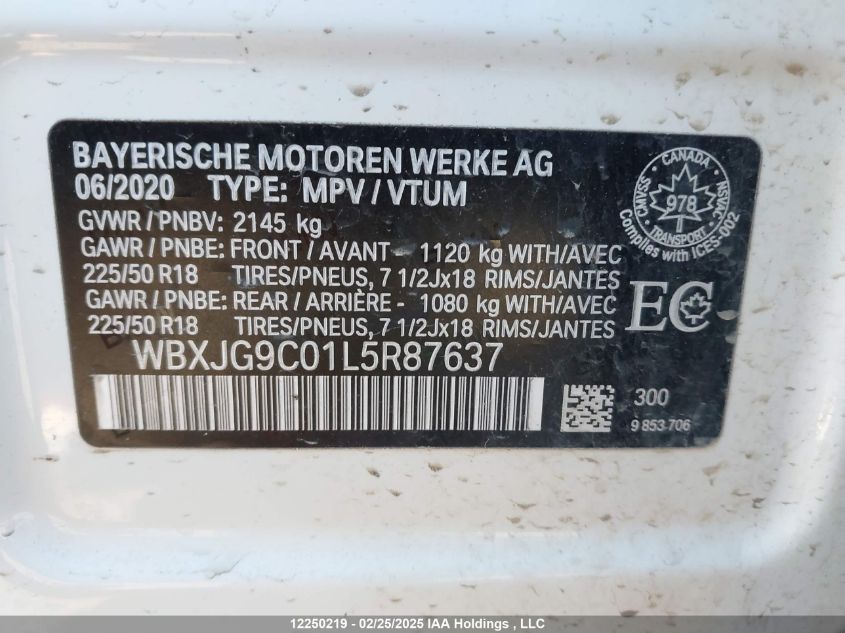 BAYERISCHE MOTOREN WERKE AG
06/2020 TYPE: MPV / VTUM
GVWR / PNBV: 2145 kg
GAWR / PNBE: FRONT / AVANT - 1120 kg WITH/AVEC
225/50 R18 TIRES/PNEUS, 7 1/2Jx18 RIMS/JANTES
GAWR / PNBE: REAR / ARRIÈRE - 1080 kg WITH/AVEC
225/50 R18 TIRES/PNEUS, 7 1/2Jx18 RIMS/JANTES
WBXJG9C01L5R87637
CANADA
CMVSS
NSVAC
978
TRANSPORT
Complies with ICES-002
EC
300
9 853 706
12250219 - 02/25/2025 IAA Holdings , LLC